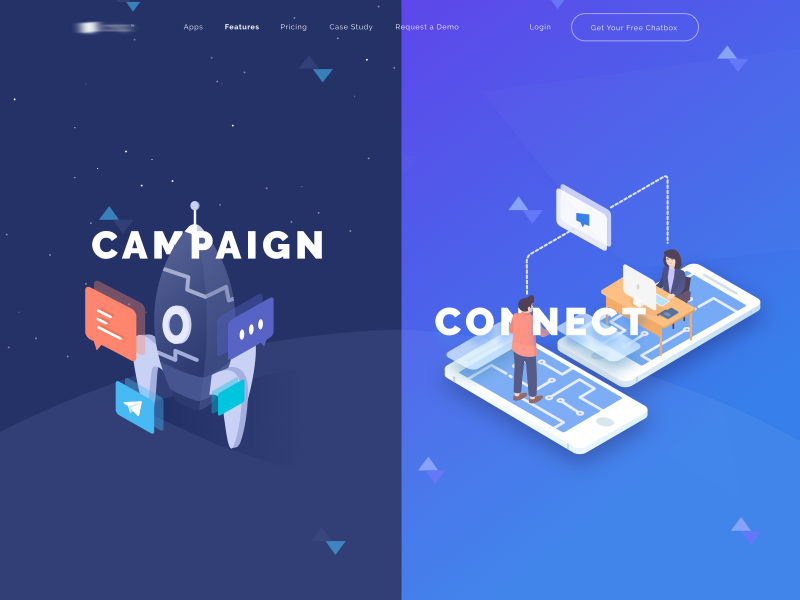 Apps Features Pricing Case Study Request a Demo Login Get Your Free Chatbox
CAMPAIGN
CONNECT